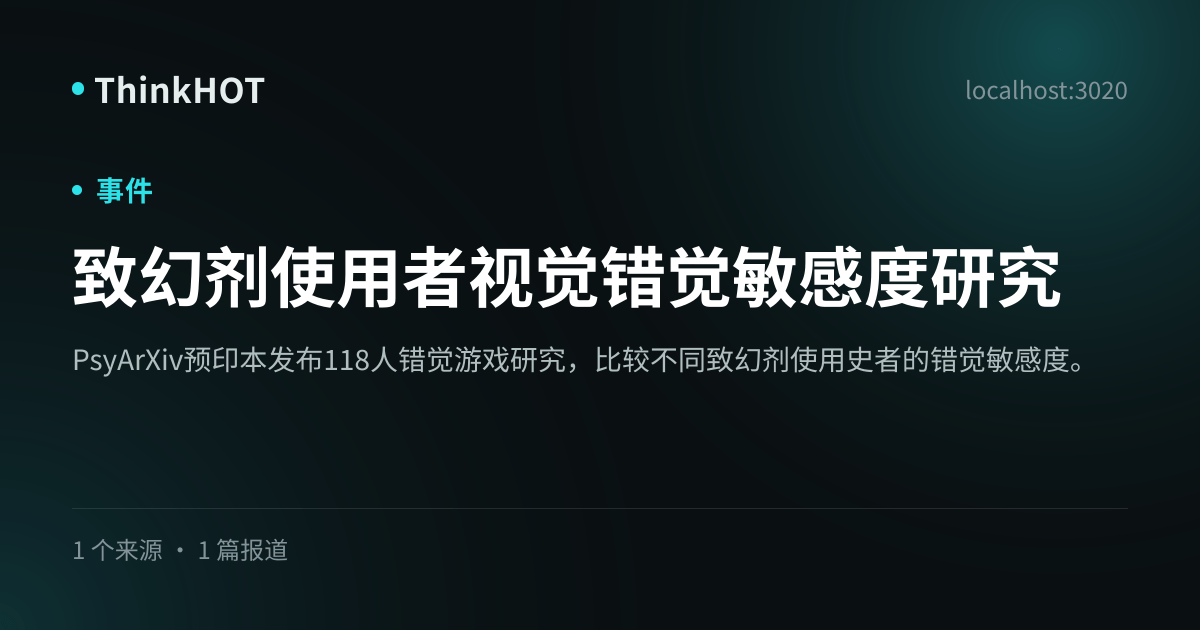 ThinkHOT
localhost:3020
事件
致幻剂使用者视觉错觉敏感度研究
PsyArXiv预印本发布118人错觉游戏研究，比较不同致幻剂使用史者的错觉敏感度。
1 个来源 · 1 篇报道